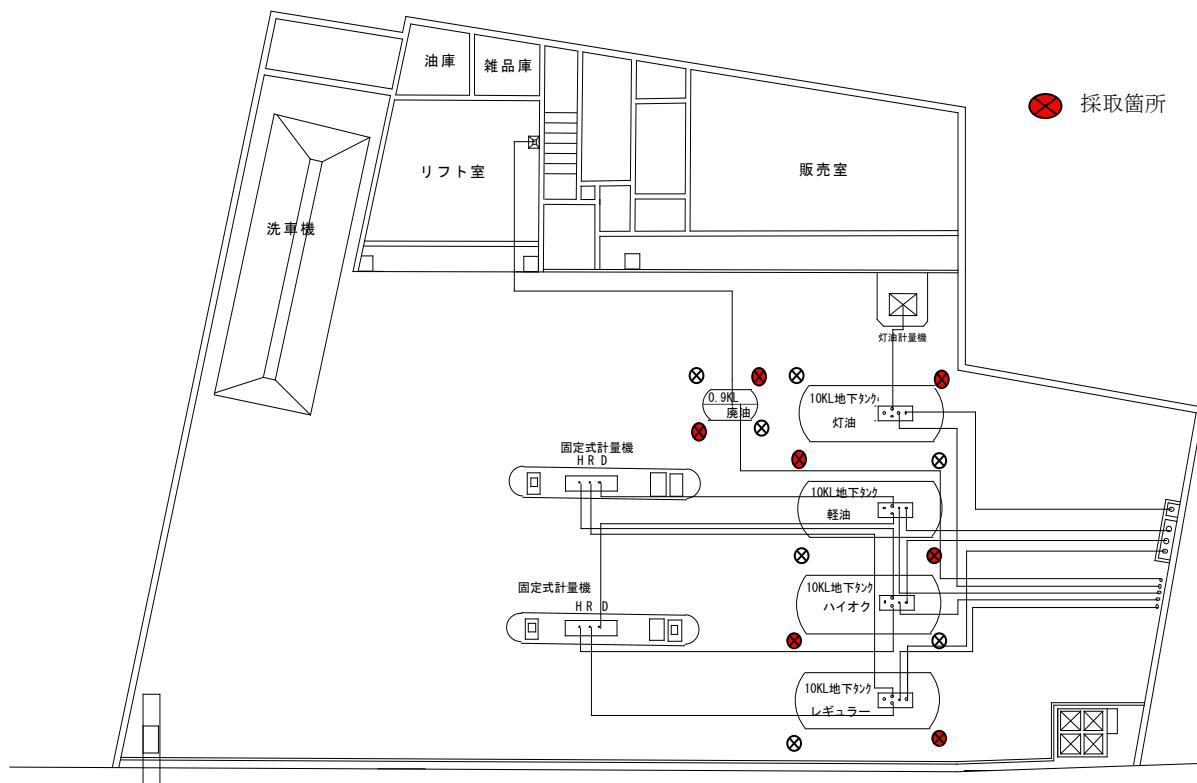 油庫
雑品庫
採取箇所
リフト室
販売室
洗車機
灯油計量機
0.9KL
廃油
10KL地下タンク
灯油
固定式計量機
H R D
10KL地下タンク
軽油
固定式計量機
H R D
10KL地下タンク
ハイオク
10KL地下タンク
レギュラー